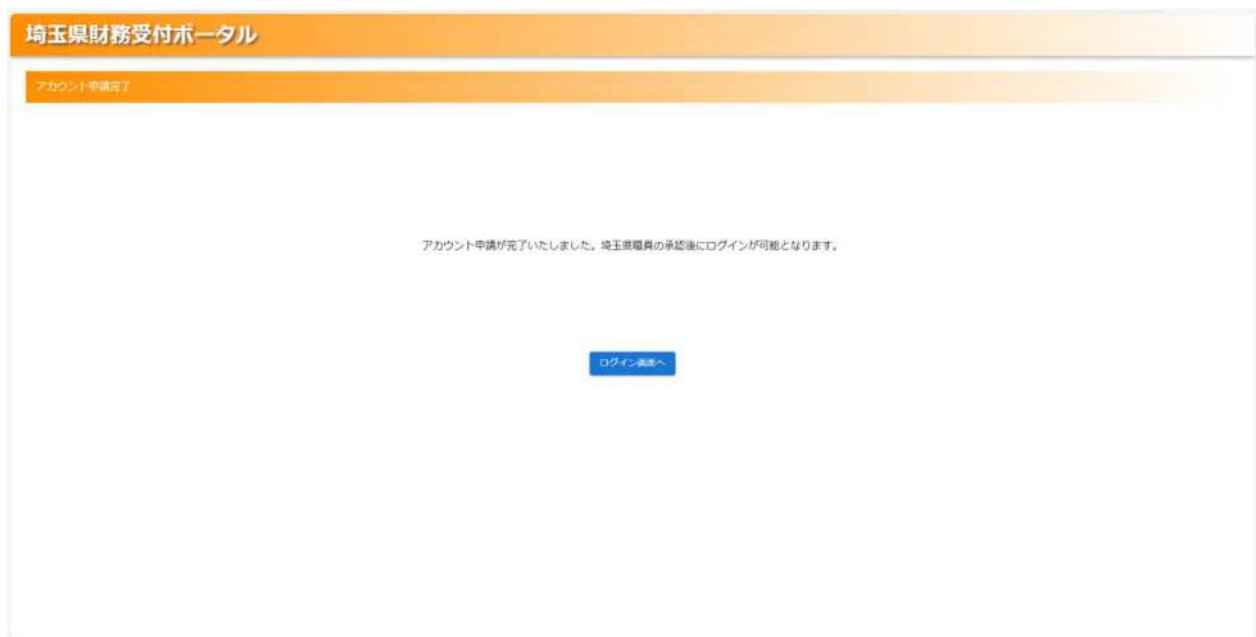 埼玉県財務受付ポータル
アカウント申請完了
アカウント申請が完了いたしました。埼玉県職員の承認後にログインが可能となります。
ログイン画面へ